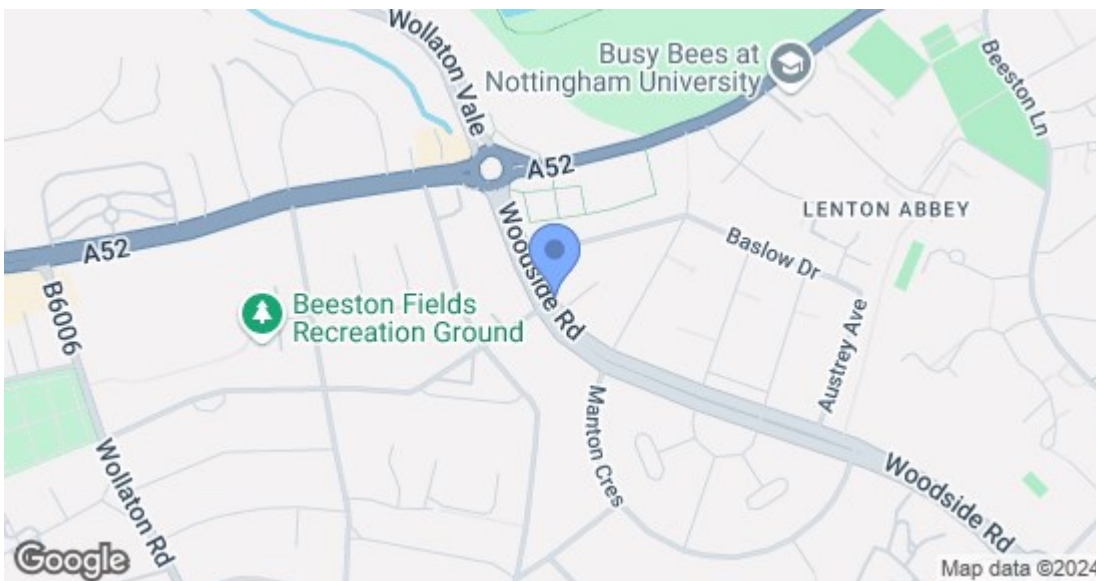 Wollaton Vale
Busy Bees at
Nottingham University
Beeston Ln
A52
A52
LENTON ABBEY
Baslow Dr
Woodside Rd
B6006
Beeston Fields
Recreation Ground
Austrey Ave
Manton Cres
Wollaton Rd
Woodside Rd
Google
Map data ©2024